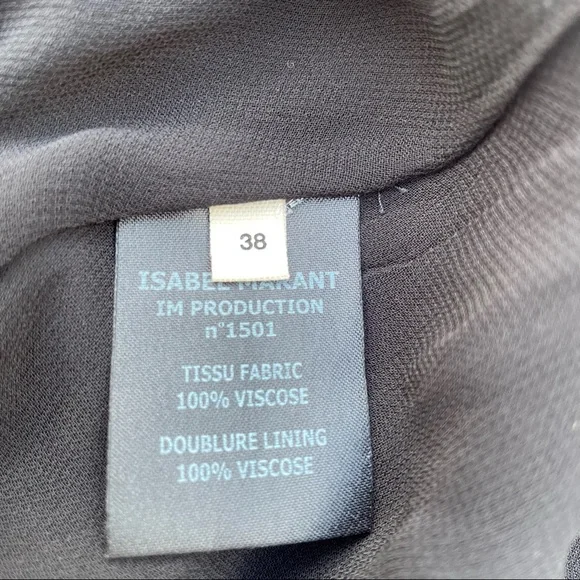 38
ISABEL MARANT
IM PRODUCTION
n°1501
TISSU FABRIC
100% VISCOSE
DOUBLURE LINING
100% VISCOSE